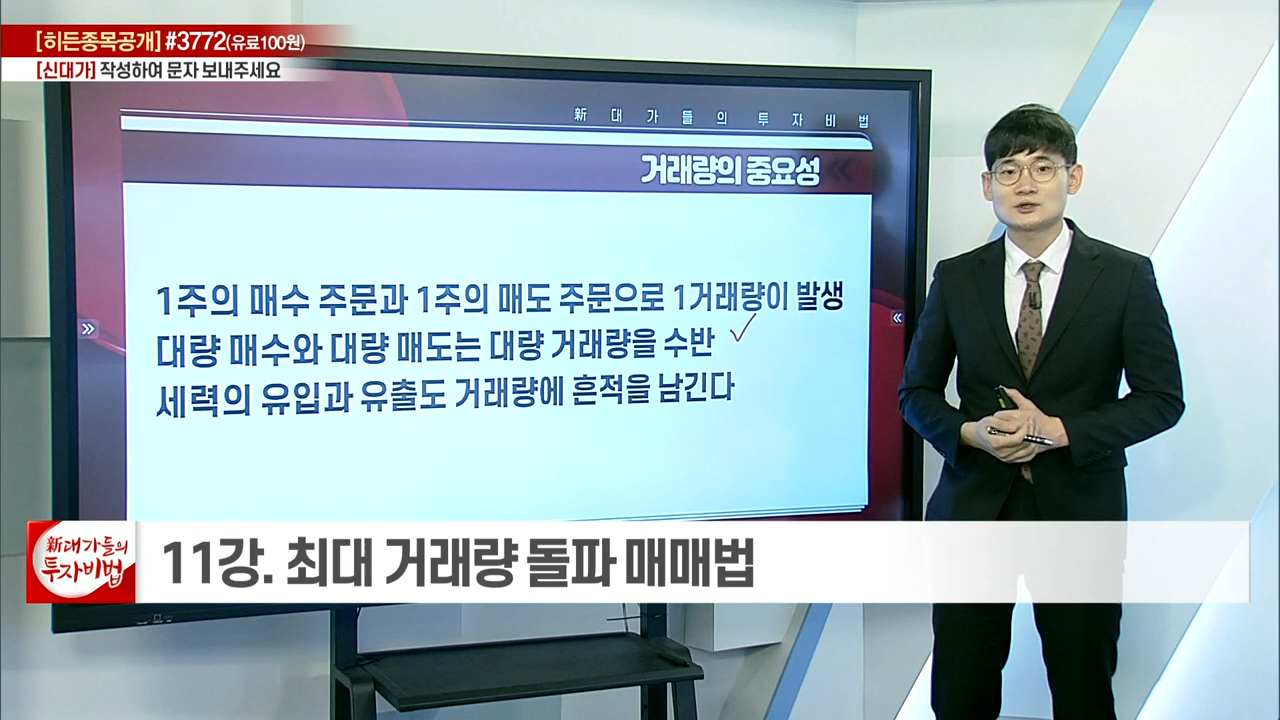 [히든종목공개] #3772(유료100원)
[신대가] 작성하여 문자 보내주세요
新대가들의 투자비법
거래량의 중요성
1주의 매수 주문과 1주의 매도 주문으로 1거래량이 발생
대량 매수와 대량 매도는 대량 거래량을 수반
세력의 유입과 유출도 거래량에 흔적을 남긴다
新대가들의
투자비법
11강. 최대 거래량 돌파 매매법